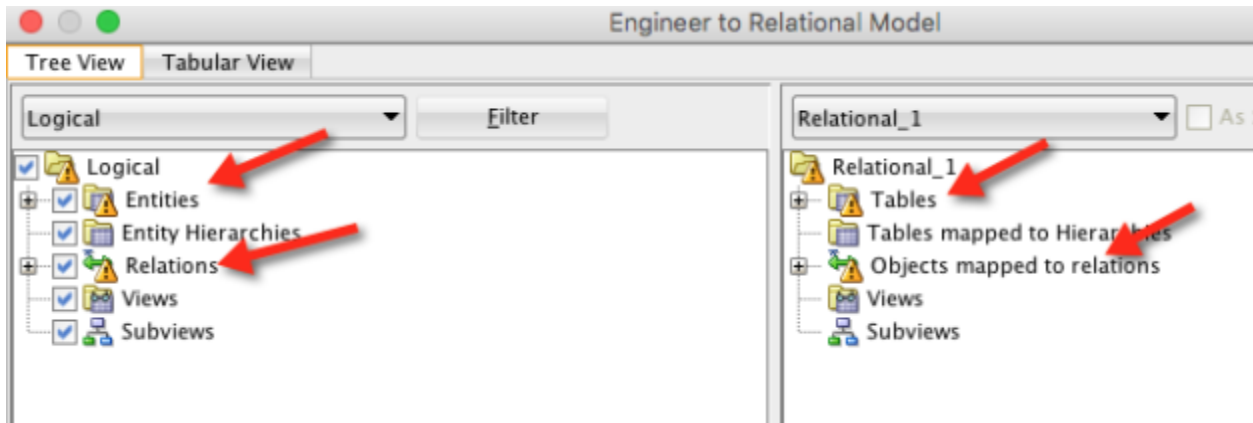 Engineer to Relational Model
Tree View Tabular View
Logical Filter
Logical
Entities
Entity Hierarchies
Relations
Views
Subviews
Relational_1 As
Relational_1
Tables
Tables mapped to Hierarchies
Objects mapped to relations
Views
Subviews